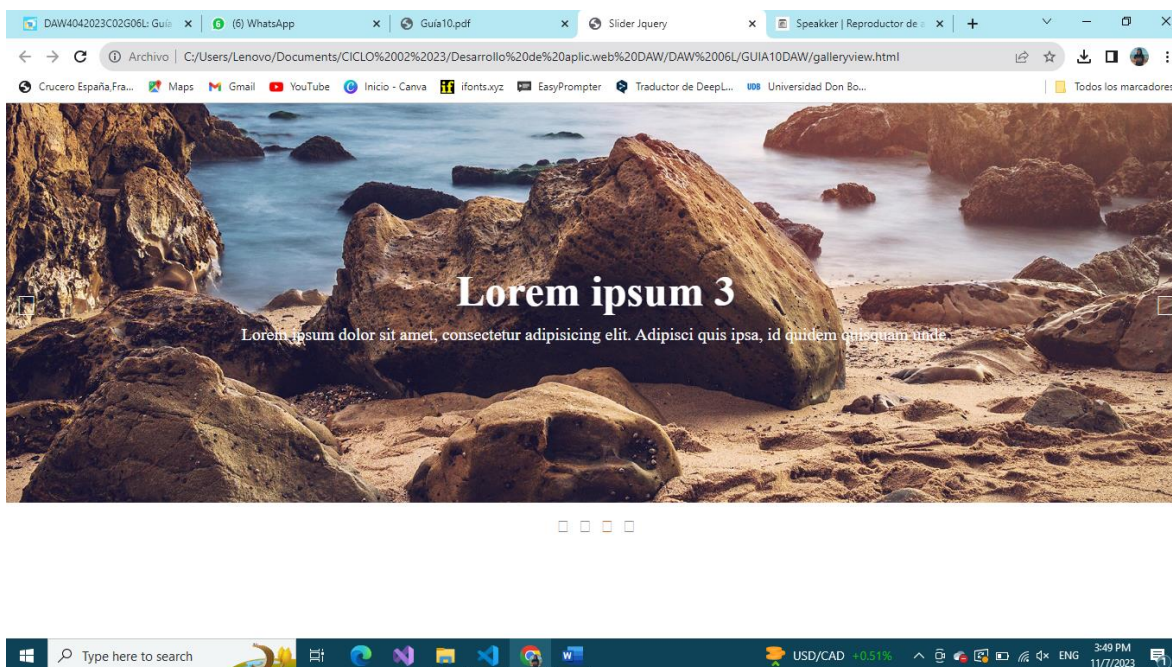 DAW4042023C02G06L: Guía
(6) WhatsApp
Guía10.pdf
Slider Jquery
Speakker | Reproductor de a
Archivo | C:/Users/Lenovo/Documents/CICLO%2002%2023/Desarrollo%20de%20aplic.web%20DAW/DAW%2006L/GUIA10DAW/galleryview.html
Crucero España,Fra... Maps Gmail YouTube Inicio - Canva ifonts.xyz EasyPrompter Traductor de DeepL... UDB Universidad Don Bo... Todos los marcadores
Lorem ipsum 3
Lorem ipsum dolor sit amet, consectetur adipisicing elit. Adipisci quis ipsa, id quidem quisquam unde.
Type here to search
USD/CAD +0.51%
ENG
3:49 PM
11/7/2023